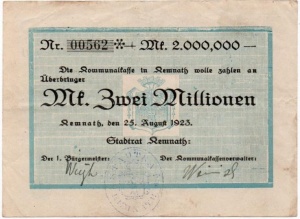 Nr. 00562 * Mk. 2.000,000 —
Die Kommunalkasse in Kemnath wolle zahlen an
Überbringer
Mk. Zwei Millionen
Kemnath, den 25. August 1923.
Stadtrat Kemnath:
Der 1. Bürgermeister: Der Kommunalkassenverwalter: